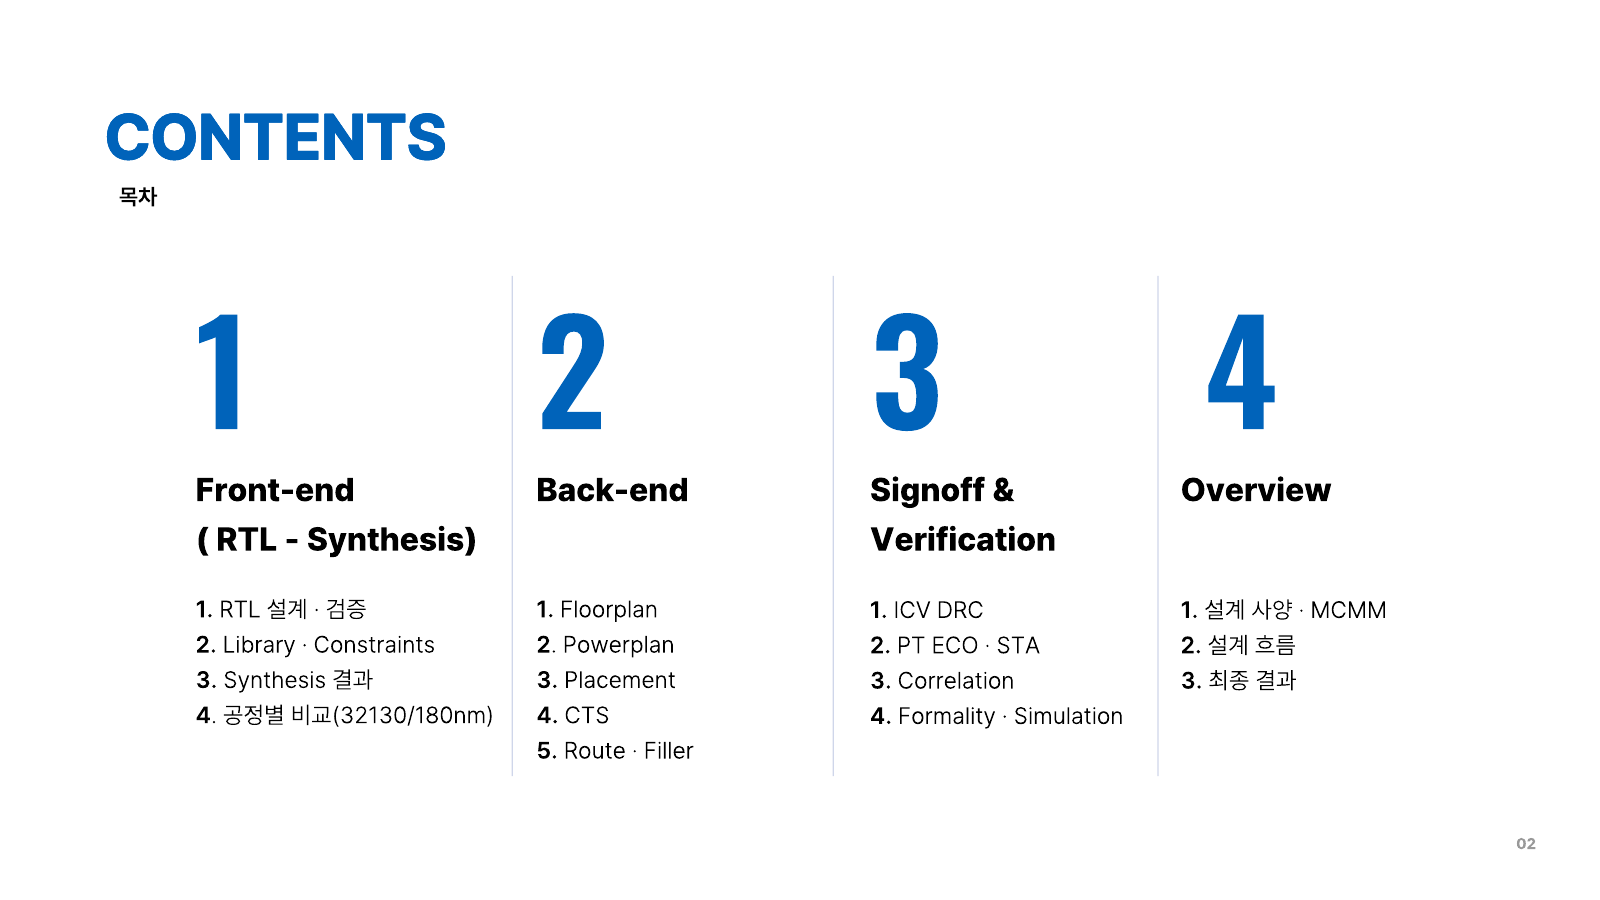 CONTENTS
목차
1
Front-end
( RTL - Synthesis)
1. RTL 설계 · 검증
2. Library · Constraints
3. Synthesis 결과
4. 공정별 비교(32130/180nm)
2
Back-end
1. Floorplan
2. Powerplan
3. Placement
4. CTS
5. Route · Filler
3
Signoff &
Verification
1. ICV DRC
2. PT ECO · STA
3. Correlation
4. Formality · Simulation
4
Overview
1. 설계 사양 · MCMM
2. 설계 흐름
3. 최종 결과
02